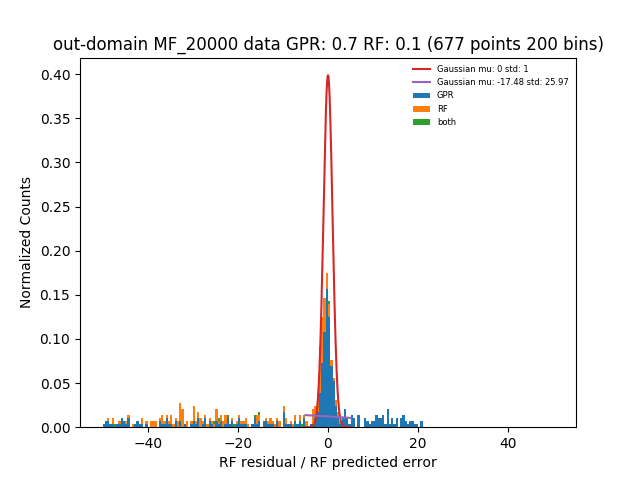 out-domain MF_20000 data GPR: 0.7 RF: 0.1 (677 points 200 bins)
Gaussian mu: 0 std: 1
Gaussian mu: -17.48 std: 25.97
GPR
RF
both
Normalized Counts
0.40
0.35
0.30
0.25
0.20
0.15
0.10
0.05
0.00
−40 −20 0 20 40
RF residual / RF predicted error